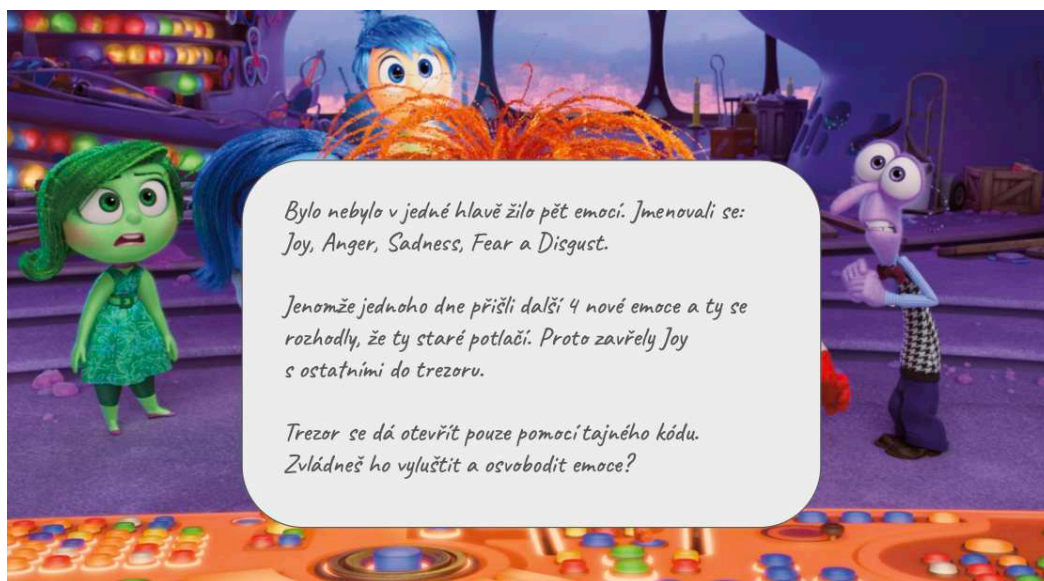 Bylo nebylo v jedné hlavě žilo pět emocí. Jmenovali se:
Joy, Anger, Sadness, Fear a Disgust.
Jenomže jednoho dne přišli další 4 nové emoce a ty se
rozhodly, že ty staré potlačí. Proto zavřely Joy
s ostatními do trezoru.
Trezor se dá otevřít pouze pomocí tajného kódu.
Zvládneš ho vyluštit a osvobodit emoce?